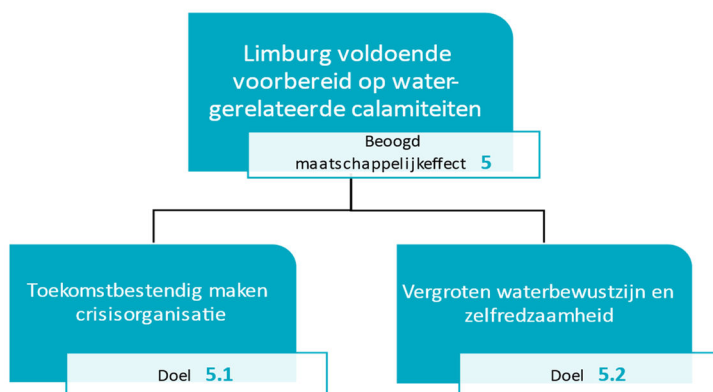 Limburg voldoende
voorbereid op water-
gerelateerde calamiteiten
Beoogd
maatschappelijkeffect 5
Toekomstbestendig maken
crisisorganisatie
Doel 5.1
Vergroten waterbewustzijn en
zelfredzaamheid
Doel 5.2